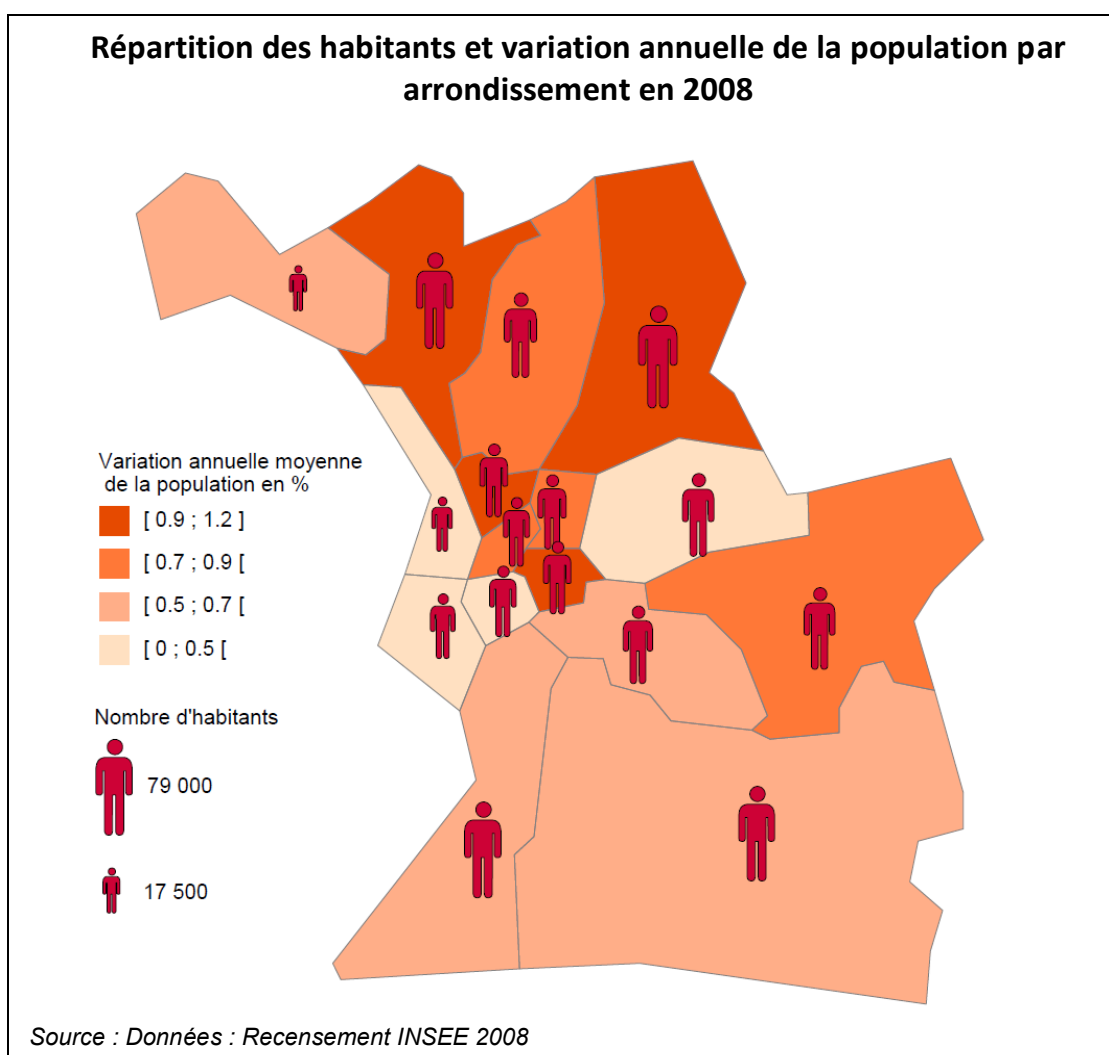 Répartition des habitants et variation annuelle de la population par
arrondissement en 2008
Variation annuelle moyenne
de la population en %
[ 0.9 ; 1.2 ]
[ 0.7 ; 0.9 [
[ 0.5 ; 0.7 [
[ 0 ; 0.5 [
Nombre d'habitants
79 000
17 500
Source : Données : Recensement INSEE 2008